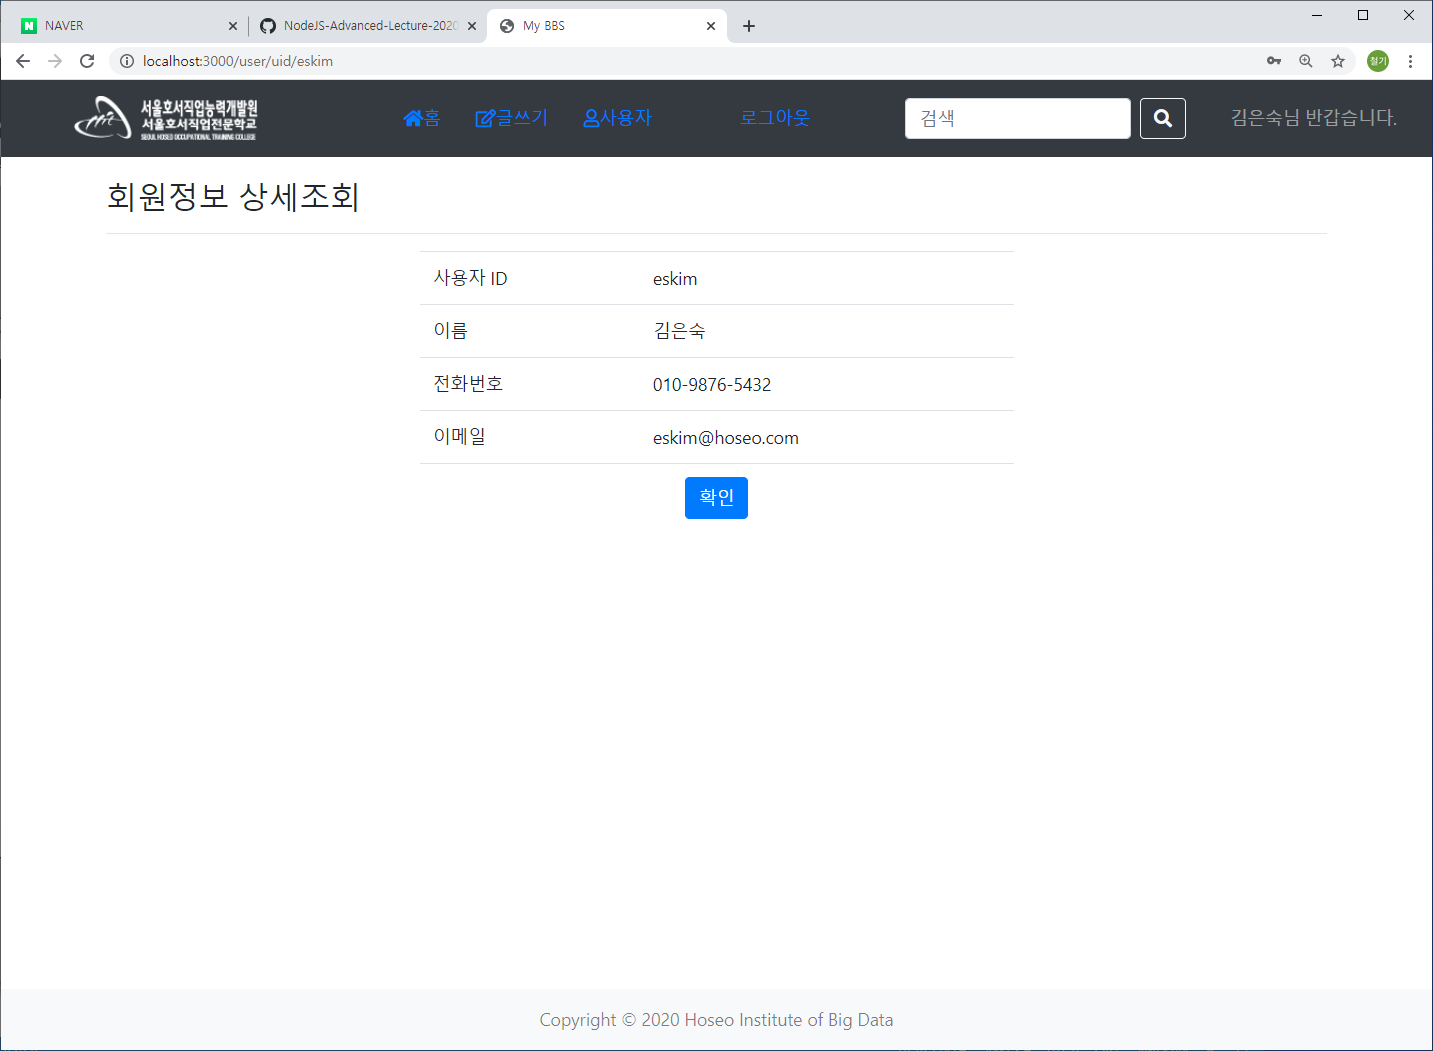 NAVER
NodeJS-Advanced-Lecture-2020
My BBS
localhost:3000/user/uid/eskim
철기
서울호서직업능력개발원
서울호서직업전문학교
SEOUL HOSEO OCCUPATIONAL TRAINING COLLEGE
홈 글쓰기 사용자 로그아웃 검색 김은숙님 반갑습니다.
회원정보 상세조회
사용자 ID eskim
이름 김은숙
전화번호 010-9876-5432
이메일 eskim@hoseo.com
확인
Copyright © 2020 Hoseo Institute of Big Data